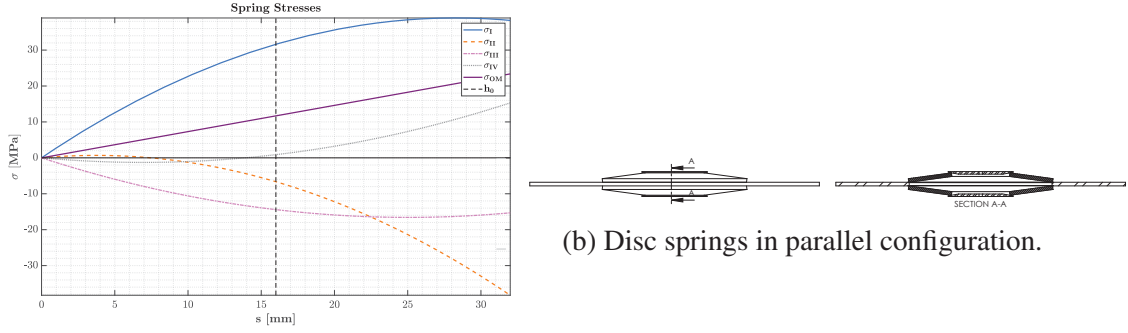 Spring Stresses
σ [MPa]
30
20
10
0
-10
-20
-30
0
5
10
15
20
25
30
s [mm]
σI
σII
σIII
σIV
σOM
h0
A
A
SECTION A-A
(b) Disc springs in parallel configuration.